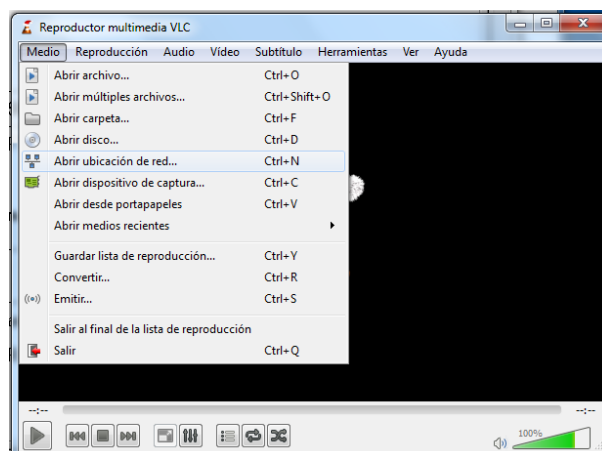 Reproductor multimedia VLC
Medio Reproducción Audio Vídeo Subtítulo Herramientas Ver Ayuda
Abrir archivo... Ctrl+O
Abrir múltiples archivos... Ctrl+Shift+O
Abrir carpeta... Ctrl+F
Abrir disco... Ctrl+D
Abrir ubicación de red... Ctrl+N
Abrir dispositivo de captura... Ctrl+C
Abrir desde portapapeles Ctrl+V
Abrir medios recientes
Guardar lista de reproducción... Ctrl+Y
Convertir... Ctrl+R
Emitir... Ctrl+S
Salir al final de la lista de reproducción
Salir Ctrl+Q
--:-- --:--
100%